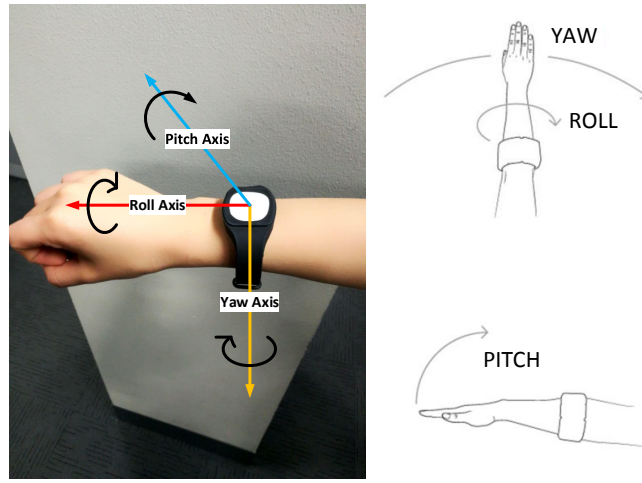 Pitch Axis
Roll Axis
Yaw Axis
YAW
ROLL
PITCH